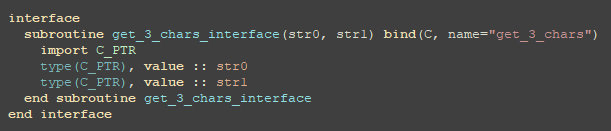 interface
  subroutine get_3_chars_interface(str0, str1) bind(C, name="get_3_chars")
    import C_PTR
    type(C_PTR), value :: str0
    type(C_PTR), value :: str1
  end subroutine get_3_chars_interface
end interface